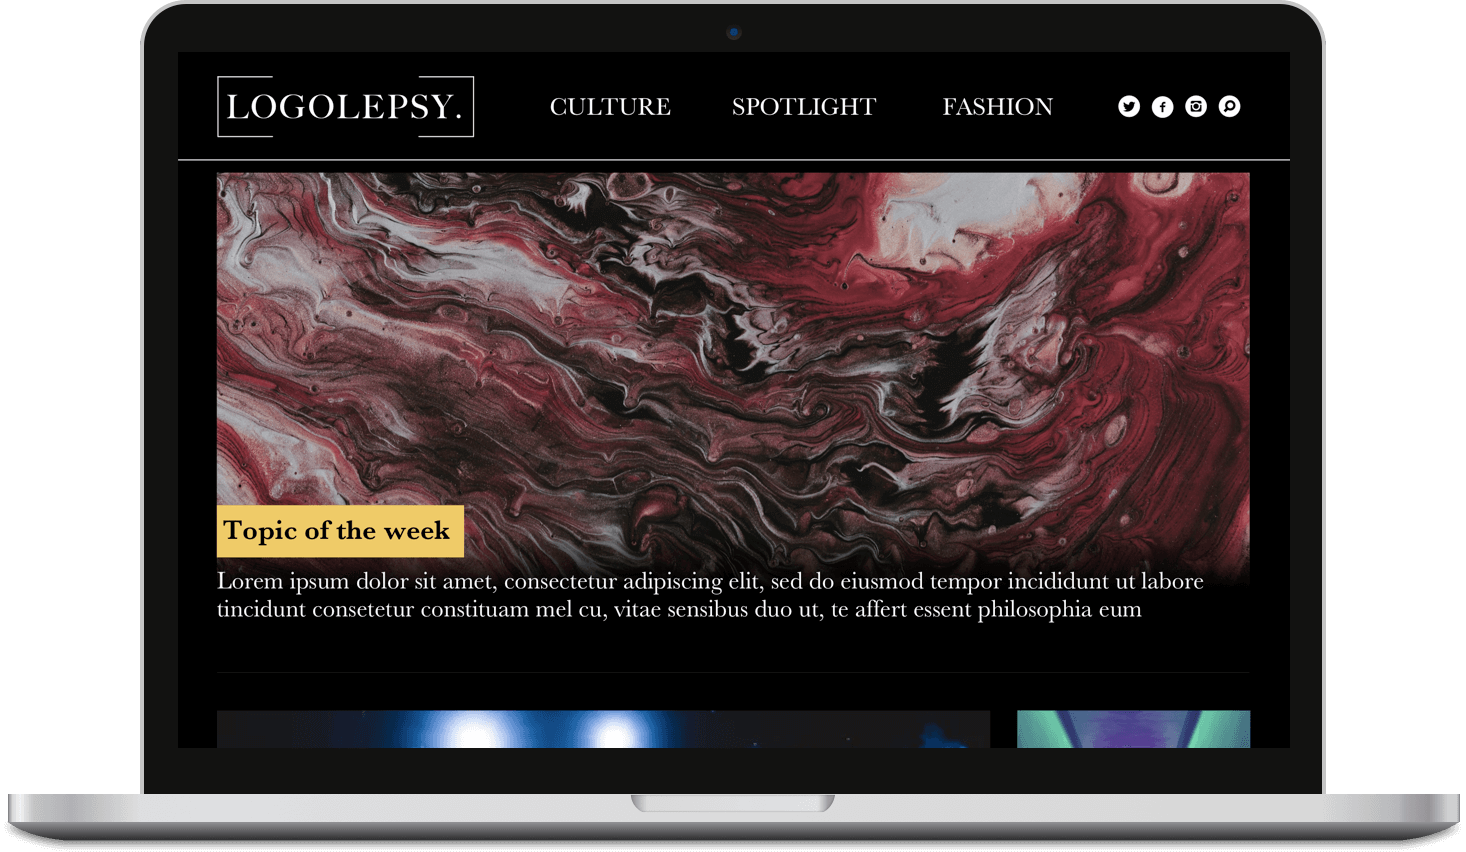 LOGOLEPSY.
CULTURE
SPOTLIGHT
FASHION
Topic of the week
Lorem ipsum dolor sit amet, consectetur adipiscing elit, sed do eiusmod tempor incididunt ut labore
tincidunt consetetur constituam mel cu, vitae sensibus duo ut, te affert essent philosophia eum